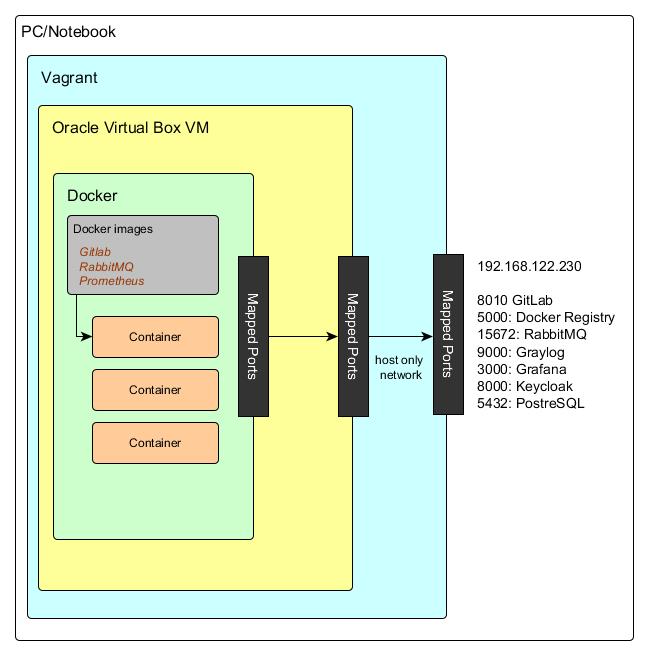 PC/Notebook
Vagrant
Oracle Virtual Box VM
Docker
Docker images
Gitlab
RabbitMQ
Prometheus
Container
Container
Container
Mapped Ports
Mapped Ports
host only
network
Mapped Ports
192.168.122.230
8010 GitLab
5000: Docker Registry
15672: RabbitMQ
9000: Graylog
3000: Grafana
8000: Keycloak
5432: PostreSQL